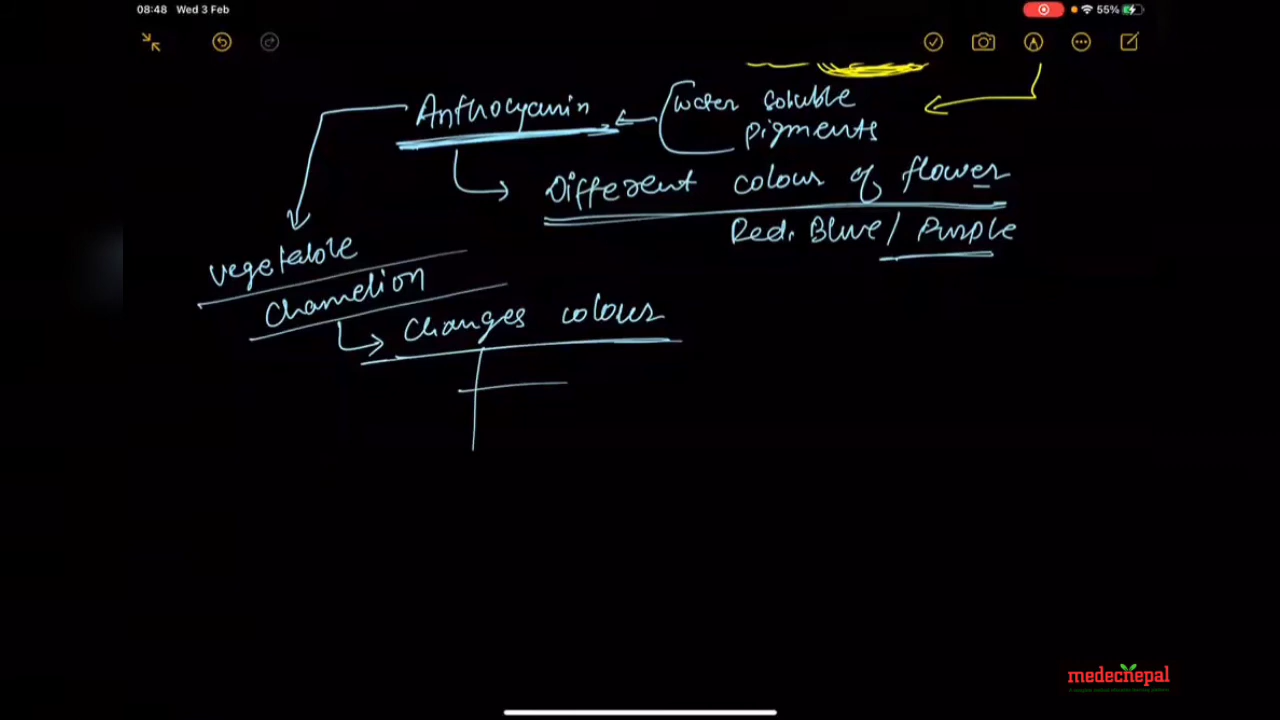 08:48 Wed 3 Feb
55%
Anthocyanin
water soluble
pigments
Different colour of flower
Red, Blue / Purple
vegetable
Chamelion
Changes colour
medecnepal